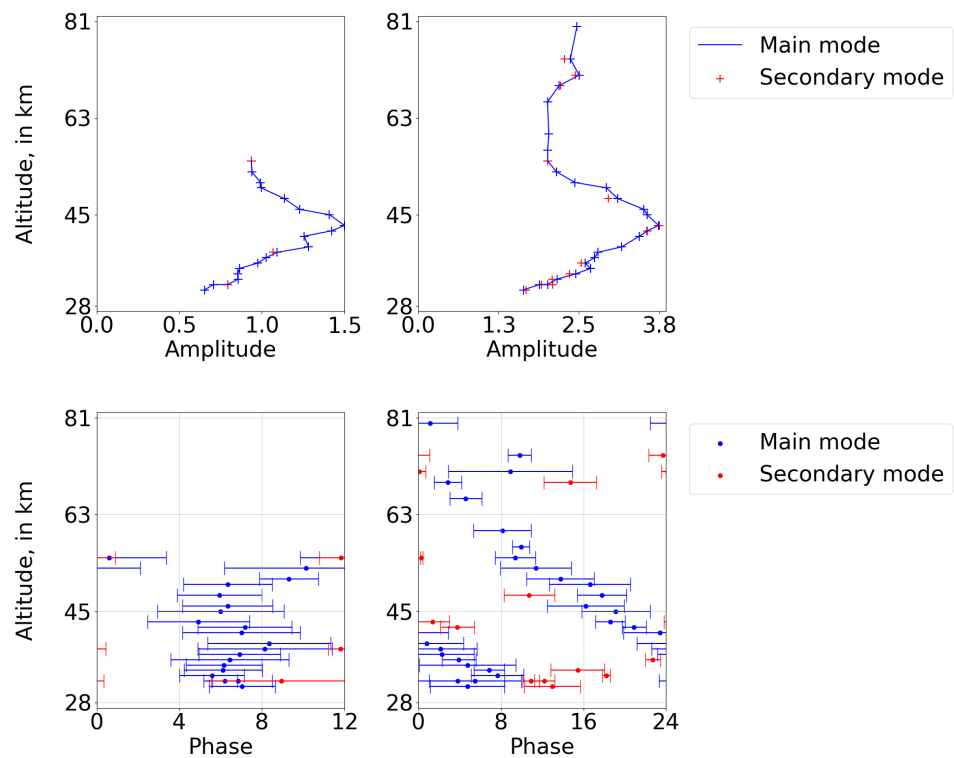 81
63
45
28
Altitude, in km
0.0 0.5 1.0 1.5
Amplitude
81
63
45
28
0.0 1.3 2.5 3.8
Amplitude
Main mode
Secondary mode
81
63
45
28
Altitude, in km
0 4 8 12
Phase
81
63
45
28
0 8 16 24
Phase
Main mode
Secondary mode